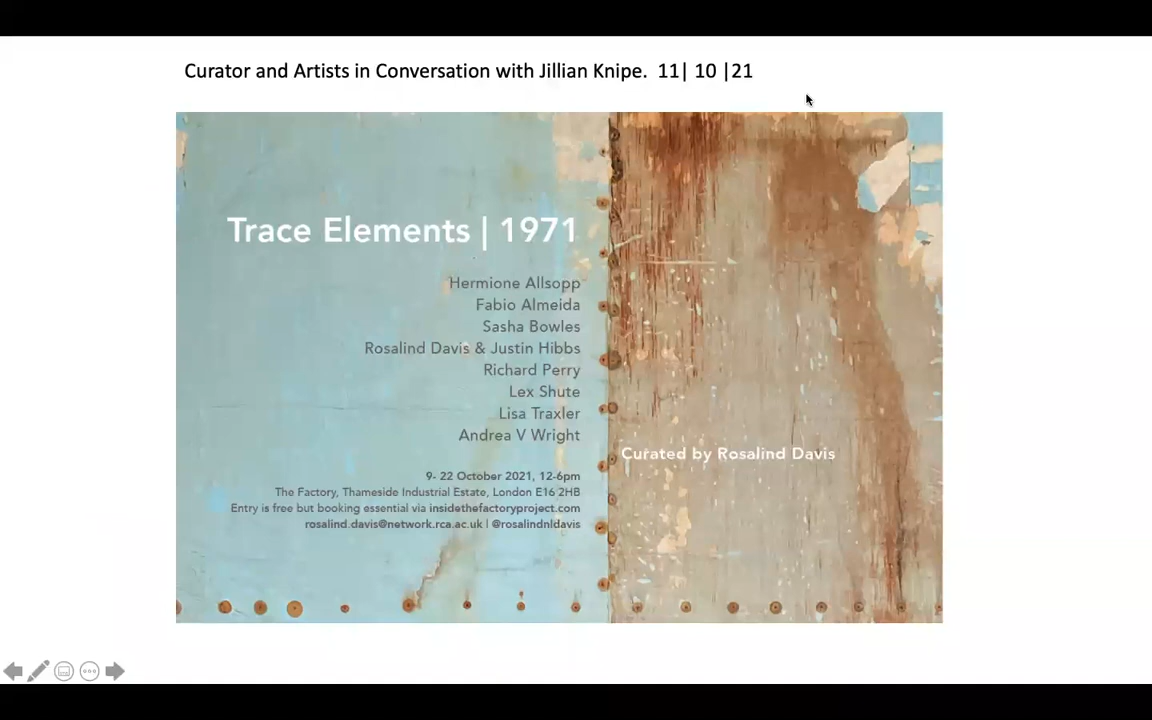 Curator and Artists in Conversation with Jillian Knipe.  11| 10 |21
Trace Elements | 1971
Hermione Allsopp
Fabio Almeida
Sasha Bowles
Rosalind Davis & Justin Hibbs
Richard Perry
Lex Shute
Lisa Traxler
Andrea V Wright
Curated by Rosalind Davis
9- 22 October 2021, 12-6pm
The Factory, Thameside Industrial Estate, London E16 2HB
Entry is free but booking essential via insidethefactoryproject.com
rosalind.davis@network.rca.ac.uk | @rosalindnldavis